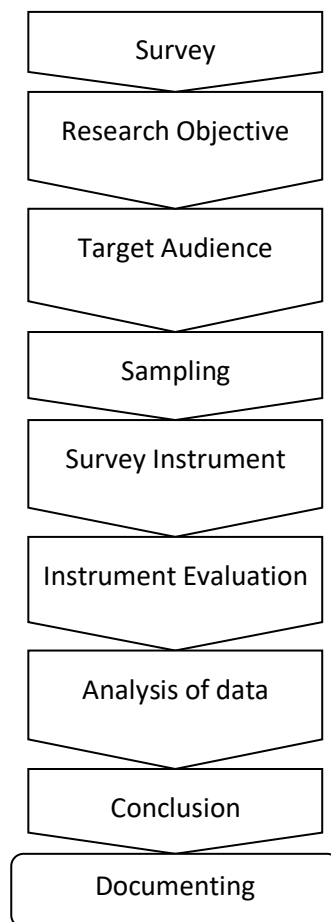 Survey
Research Objective
Target Audience
Sampling
Survey Instrument
Instrument Evaluation
Analysis of data
Conclusion
Documenting